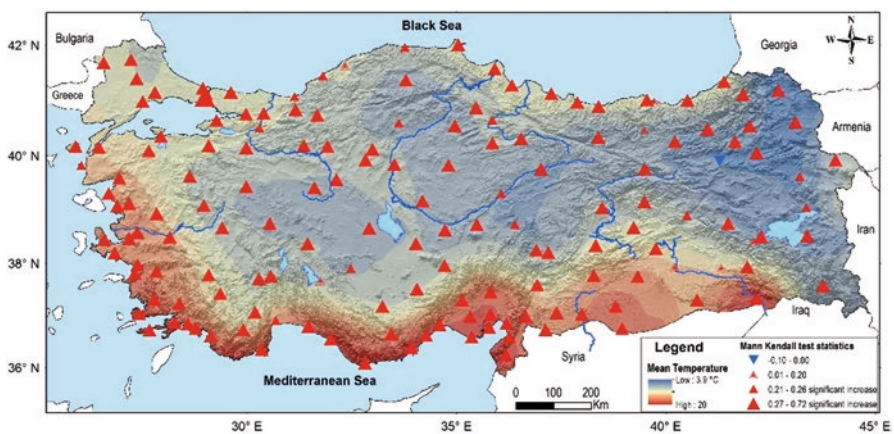 Bulgaria
Black Sea
Georgia
N
W E
S
42° N
Greece
Armenia
40° N
Iran
38° N
Iraq
Syria
36° N
Mediterranean Sea
Legend
Mean Temperature
Low : 3.9 °C
High : 20
Mann Kendall test statistics
-0,10 - 0.00
0.01 - 0.20
0.21 - 0.26 significant increase
0.27 - 0.72 significant increase
0 100 200
Km
30° E 35° E 40° E 45° E